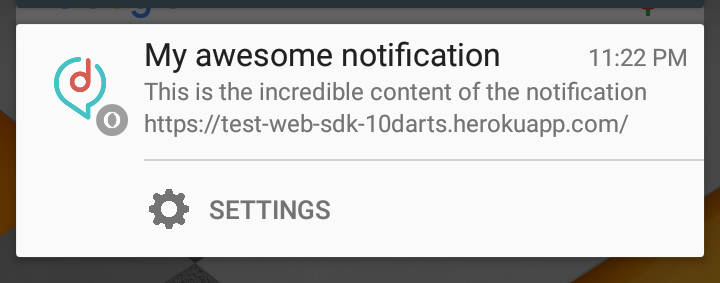 My awesome notification
11:22 PM
This is the incredible content of the notification
https://test-web-sdk-10darts.herokuapp.com/
SETTINGS